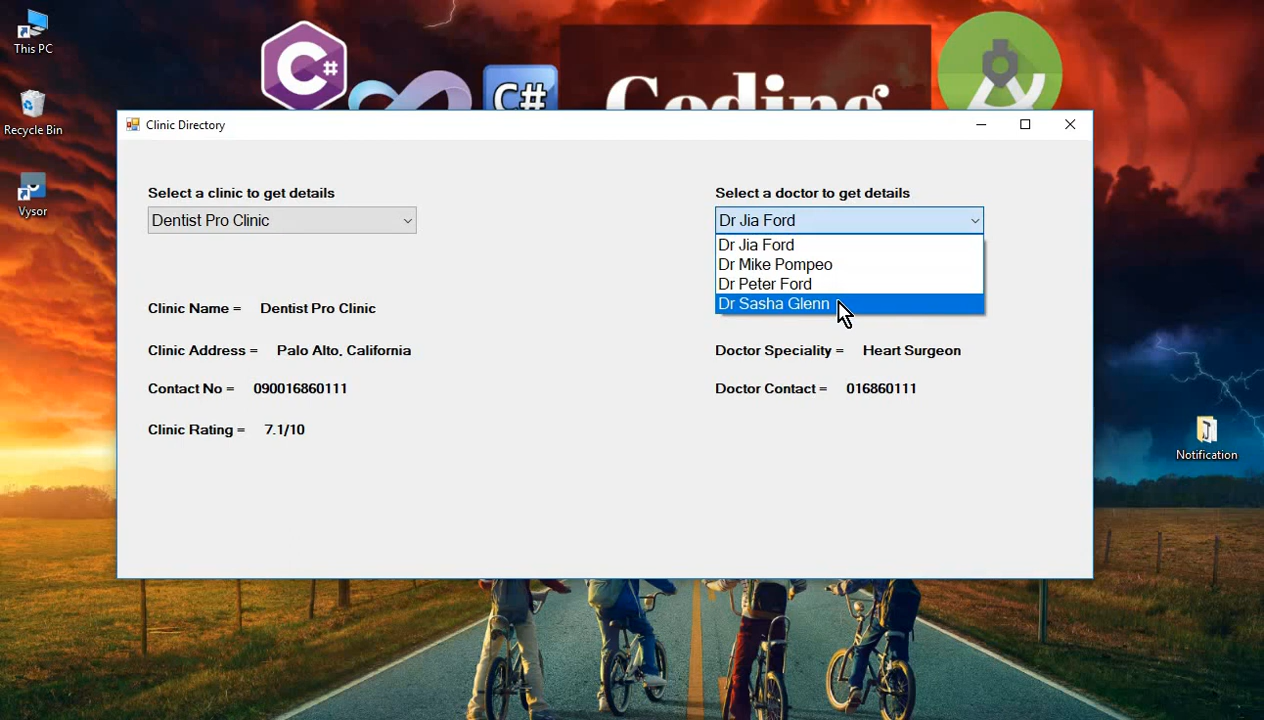 This PC
Recycle Bin
Vysor
C#
C#
Coding
Clinic Directory
Select a clinic to get details
Dentist Pro Clinic
Clinic Name = Dentist Pro Clinic
Clinic Address = Palo Alto, California
Contact No = 090016860111
Clinic Rating = 7.1/10
Select a doctor to get details
Dr Jia Ford
Dr Jia Ford
Dr Mike Pompeo
Dr Peter Ford
Dr Sasha Glenn
Doctor Speciality = Heart Surgeon
Doctor Contact = 016860111
Notification